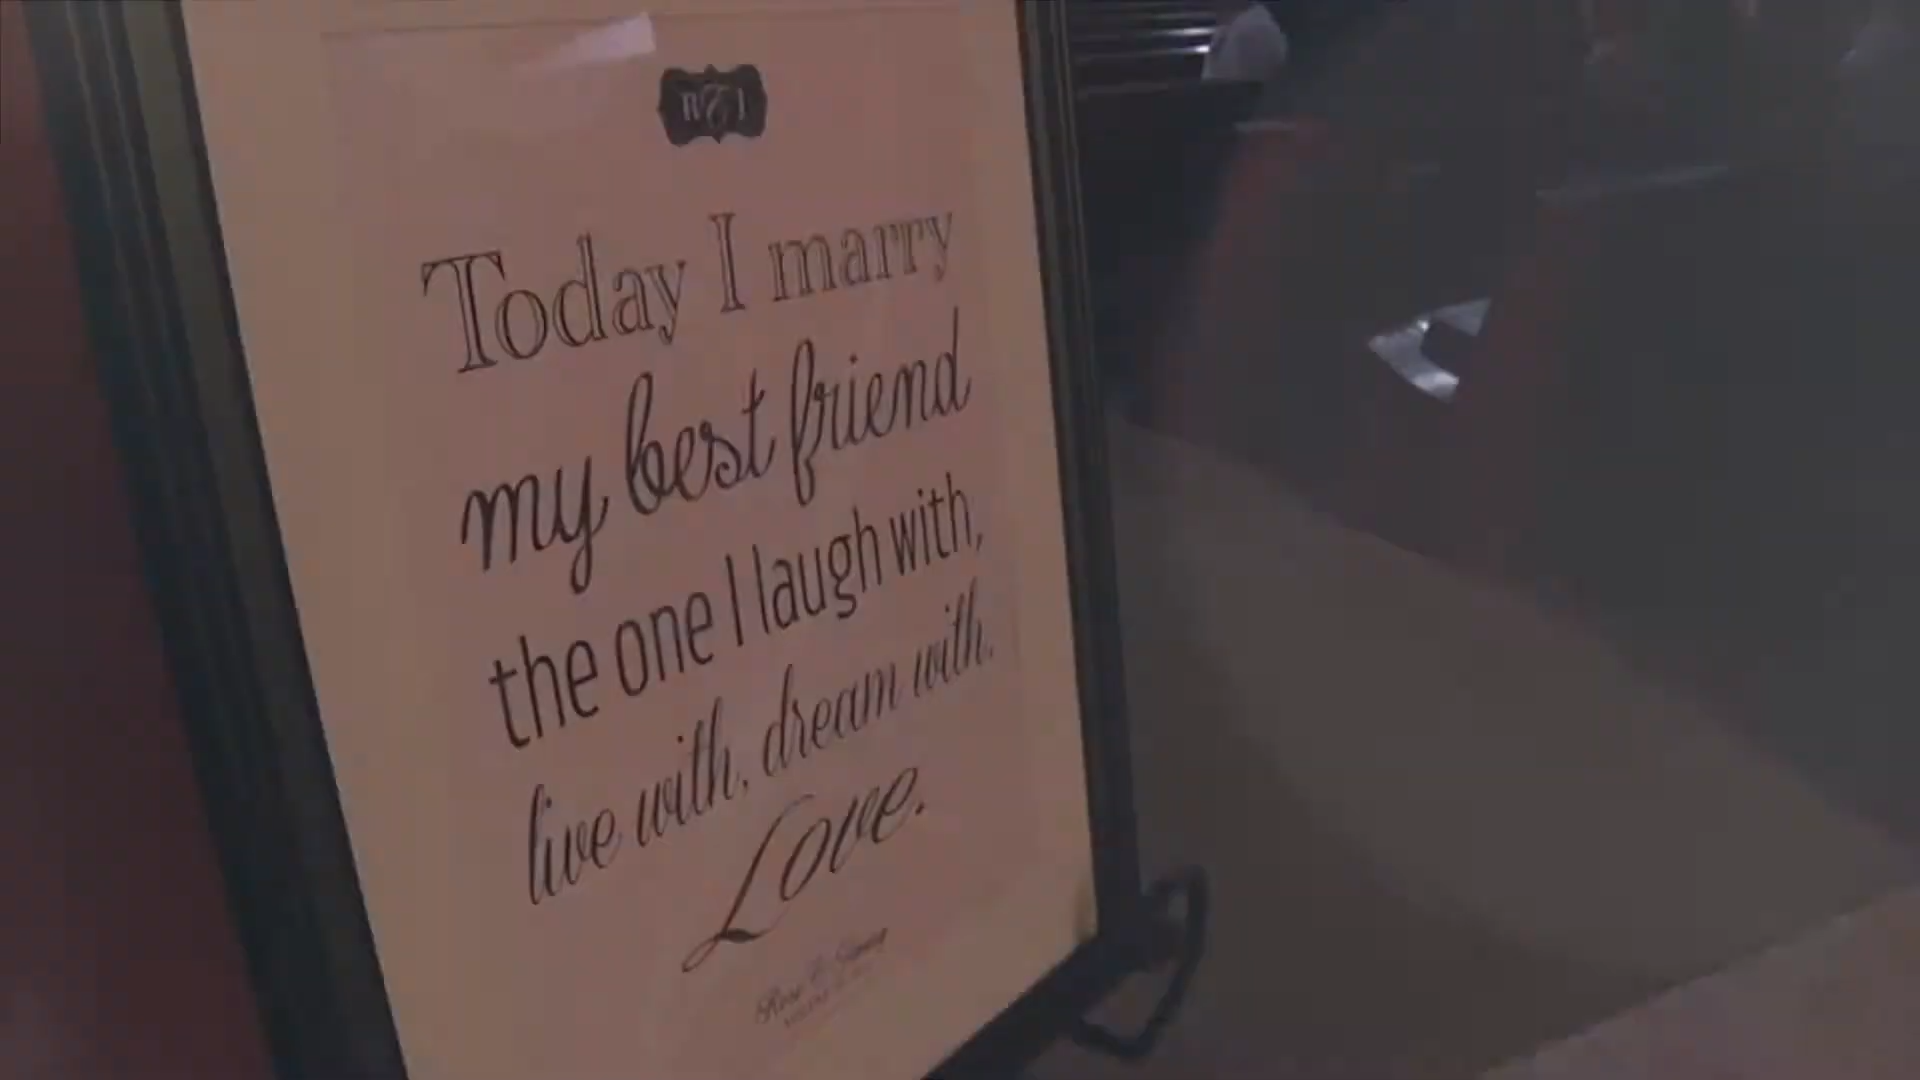 Today I marry
my best friend
the one I laugh with,
live with, dream with,
Love.